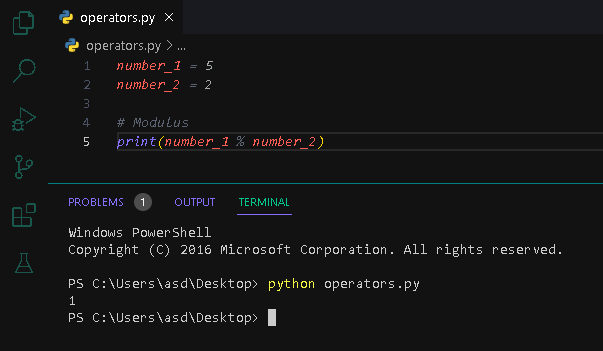 operators.py ×
operators.py > ...
1 number_1 = 5
2 number_2 = 2
3
4 # Modulus
5 print(number_1 % number_2)
PROBLEMS 1 OUTPUT TERMINAL
Windows PowerShell
Copyright (C) 2016 Microsoft Corporation. All rights reserved.
PS C:\Users\asd\Desktop> python operators.py
1
PS C:\Users\asd\Desktop>